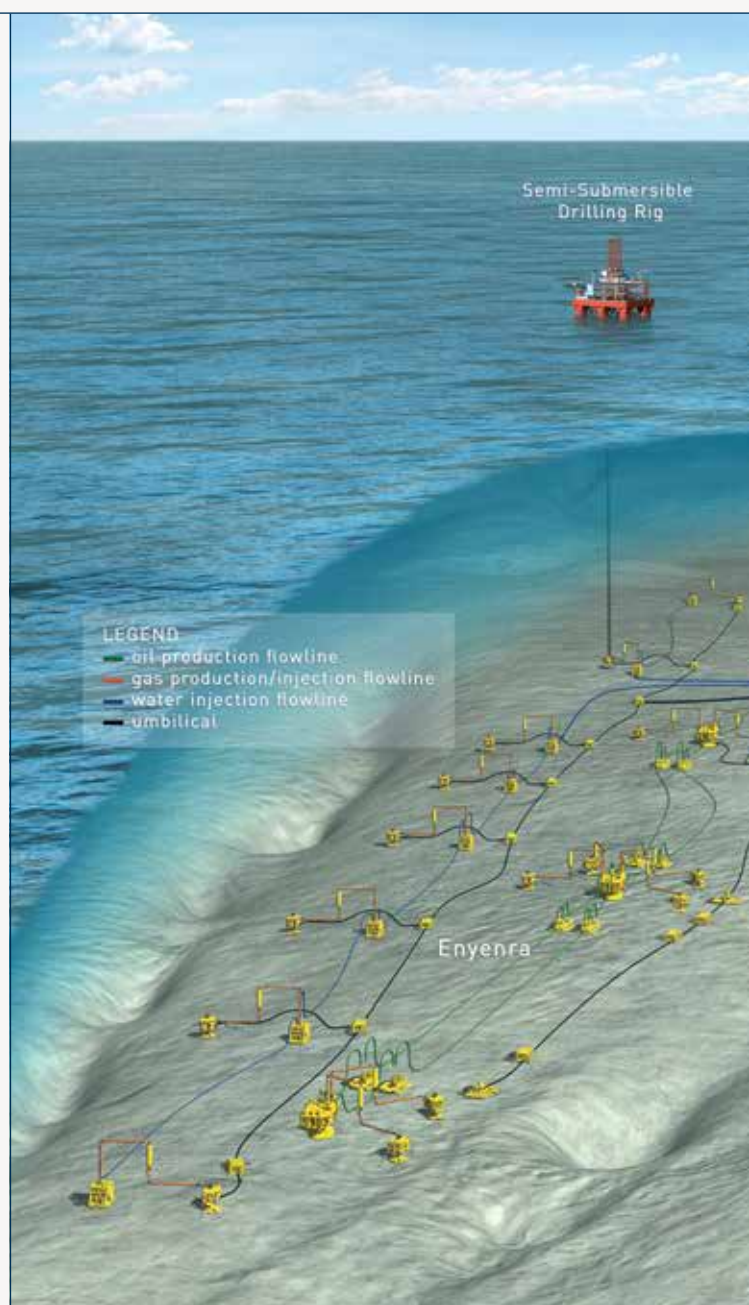 Semi-Submersible
Drilling Rig
LEGEND
oil production flowline
gas production/injection flowline
water injection flowline
umbilical
Enyenra